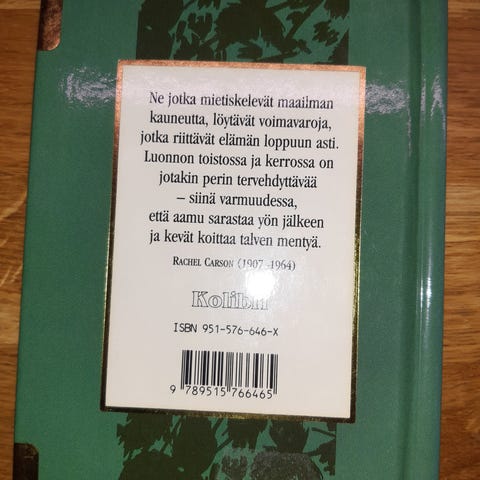 Ne jotka mietiskelevät maailman
kauneutta, löytävät voimavaroja,
jotka riittävät elämän loppuun asti.
Luonnon toistossa ja kerrossa on
jotakin perin tervehdyttävää
– siinä varmuudessa,
että aamu sarastaa yön jälkeen
ja kevät koittaa talven mentyä.
RACHEL CARSON (1907 -1964)
Kolibri
ISBN 951-576-646-X
9 789515 766465